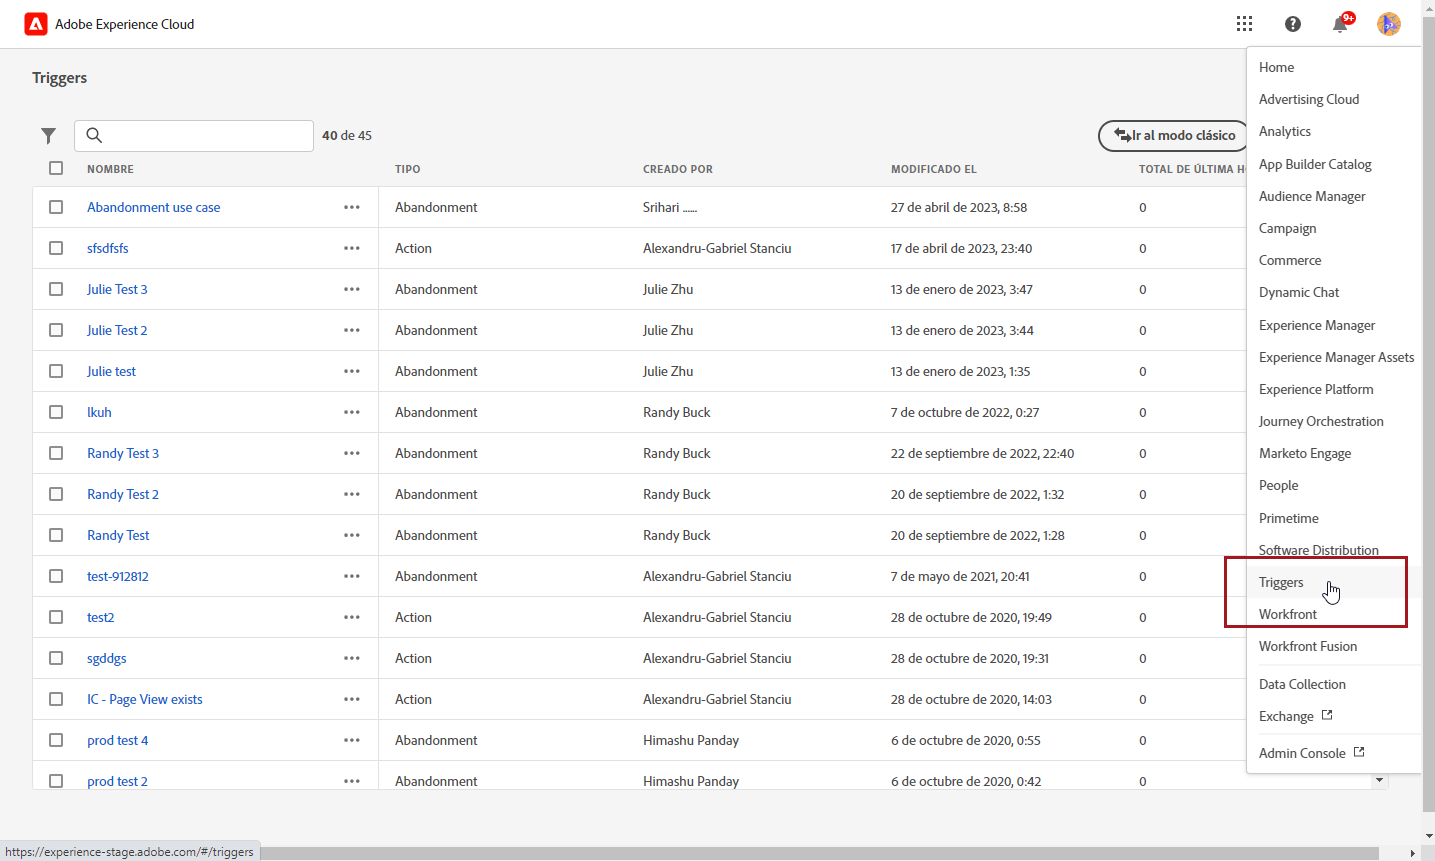 Adobe Experience Cloud
9+
Triggers
40 de 45
Ir al modo clásico
NOMBRE TIPO CREADO POR MODIFICADO EL TOTAL DE ÚLTIMA H
Abandonment use case ••• Abandonment Srihari ...... 27 de abril de 2023, 8:58 0
sfsdfsfs ••• Action Alexandru-Gabriel Stanciu 17 de abril de 2023, 23:40 0
Julie Test 3 ••• Abandonment Julie Zhu 13 de enero de 2023, 3:47 0
Julie Test 2 ••• Abandonment Julie Zhu 13 de enero de 2023, 3:44 0
Julie test ••• Abandonment Julie Zhu 13 de enero de 2023, 1:35 0
lkuh ••• Abandonment Randy Buck 7 de octubre de 2022, 0:27 0
Randy Test 3 ••• Abandonment Randy Buck 22 de septiembre de 2022, 22:40 0
Randy Test 2 ••• Abandonment Randy Buck 20 de septiembre de 2022, 1:32 0
Randy Test ••• Abandonment Randy Buck 20 de septiembre de 2022, 1:28 0
test-912812 ••• Abandonment Alexandru-Gabriel Stanciu 7 de mayo de 2021, 20:41 0
test2 ••• Action Alexandru-Gabriel Stanciu 28 de octubre de 2020, 19:49 0
sgddgs ••• Action Alexandru-Gabriel Stanciu 28 de octubre de 2020, 19:31 0
IC - Page View exists ••• Action Alexandru-Gabriel Stanciu 28 de octubre de 2020, 14:03 0
prod test 4 ••• Abandonment Himashu Panday 6 de octubre de 2020, 0:55 0
prod test 2 ••• Abandonment Himashu Panday 6 de octubre de 2020, 0:42 0
Home
Advertising Cloud
Analytics
App Builder Catalog
Audience Manager
Campaign
Commerce
Dynamic Chat
Experience Manager
Experience Manager Assets
Experience Platform
Journey Orchestration
Marketo Engage
People
Primetime
Software Distribution
Triggers
Workfront
Workfront Fusion
Data Collection
Exchange
Admin Console
https://experience-stage.adobe.com/#/triggers